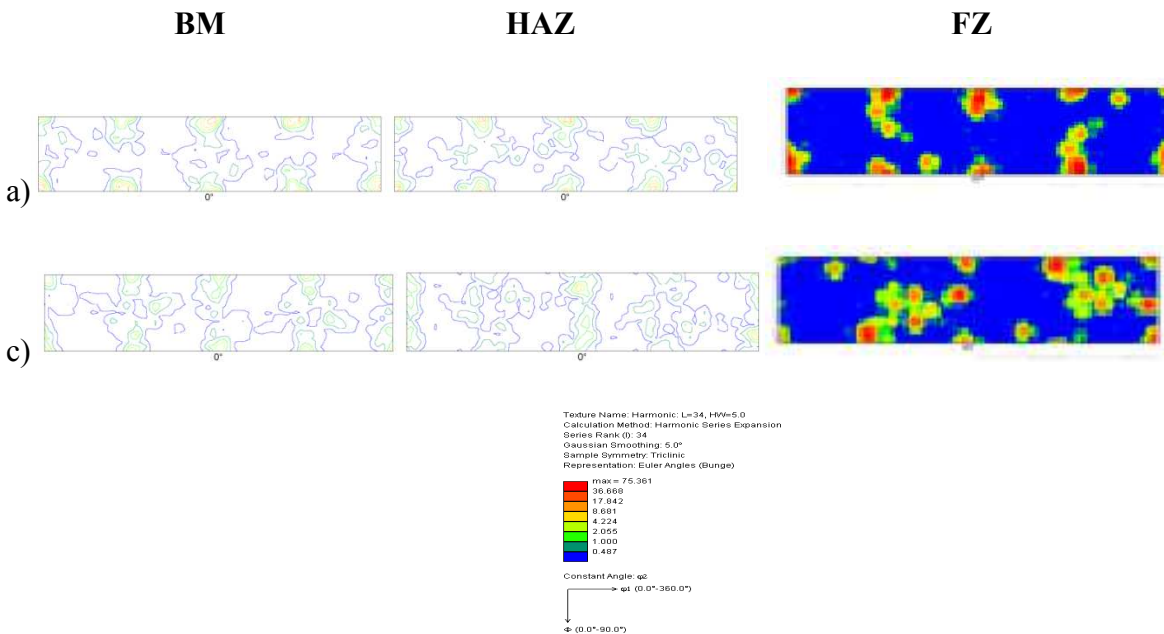 BM HAZ FZ
a)
0° 0°
c)
0° 0°
Texture Name: Harmonic: L=34, HW=5.0
Calculation Method: Harmonic Series Expansion
Series Rank (l): 34
Gaussian Smoothing: 5.0°
Sample Symmetry: Triclinic
Representation: Euler Angles (Bunge)
max = 75.361
36.668
17.842
8.681
4.224
2.055
1.000
0.487
Constant Angle: φ2
φ1 (0.0°-360.0°)
Φ (0.0°-90.0°)